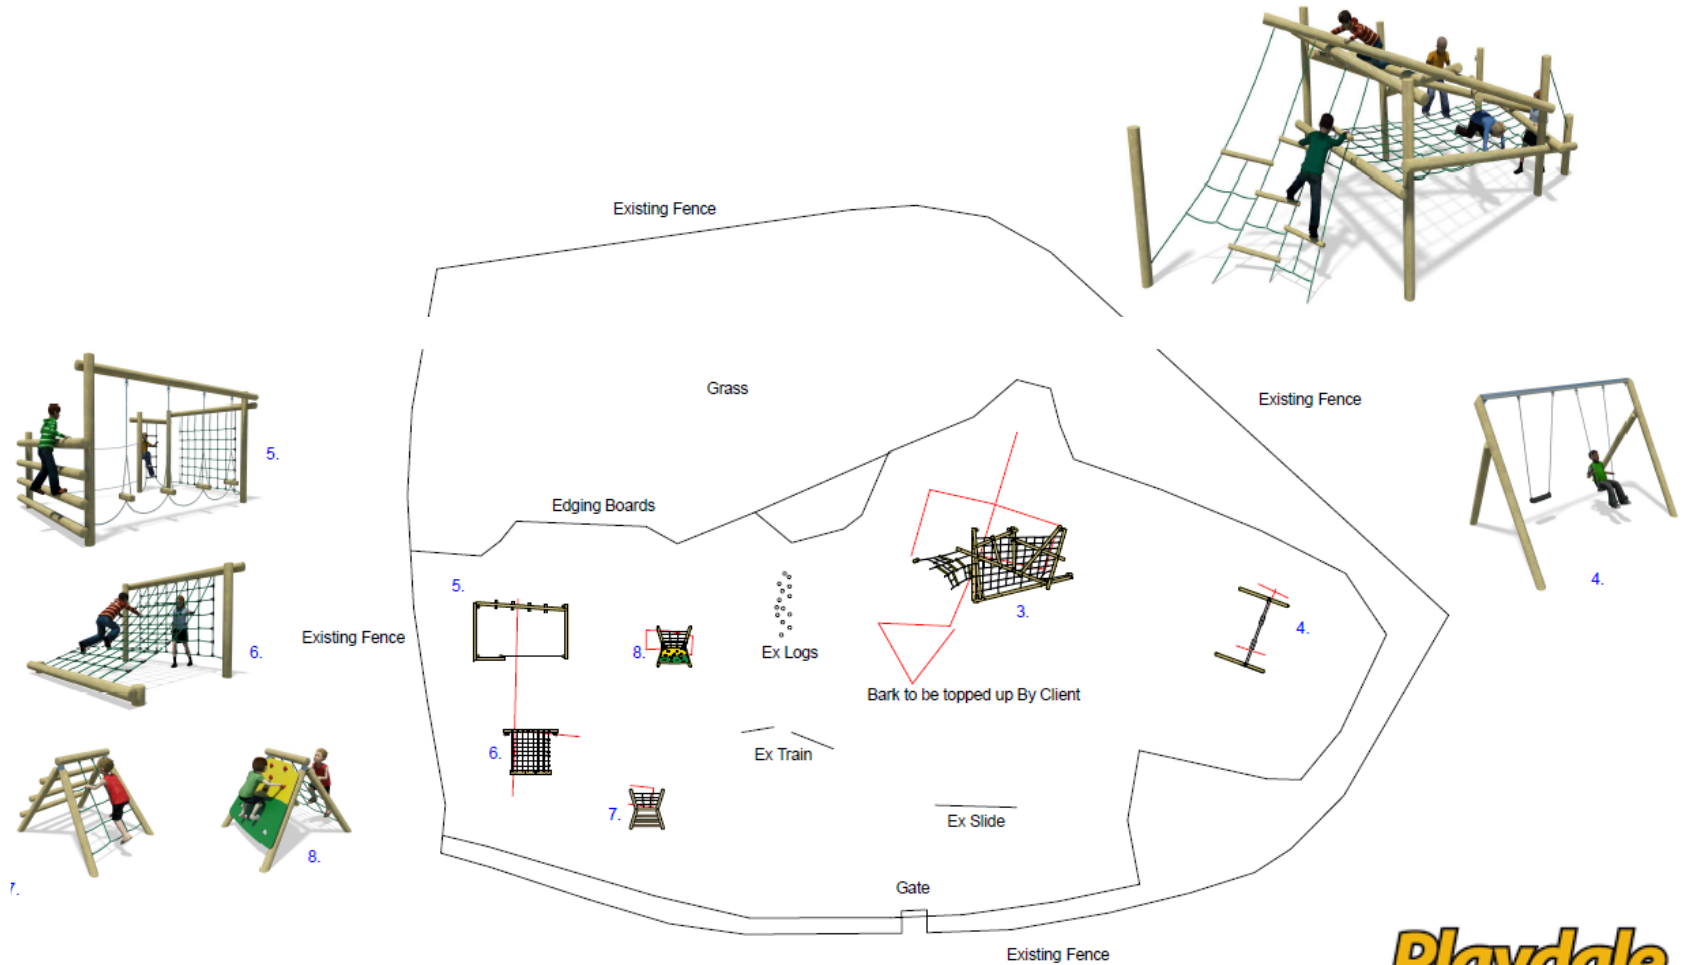 Existing Fence
Grass
Existing Fence
5.
Edging Boards
4.
5.
3.
4.
Existing Fence
6.
8.
Ex Logs
Bark to be topped up By Client
6.
Ex Train
7.
Ex Slide
8.
7.
Gate
Existing Fence
Playdale